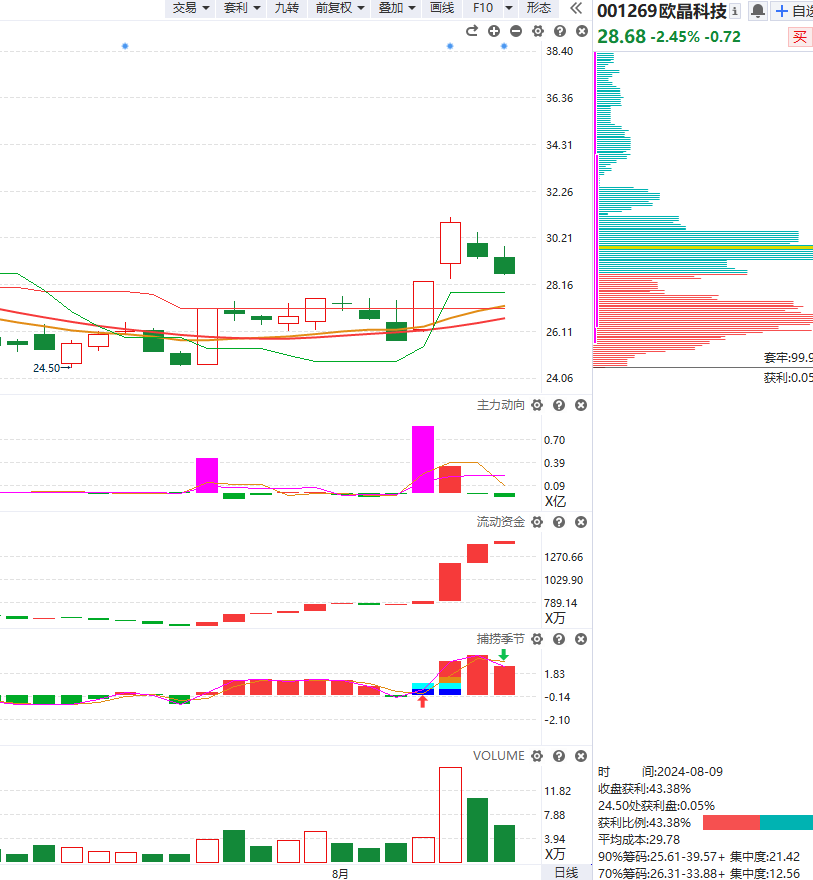 交易 套利 九转 前复权 叠加 画线 F10 形态
001269欧晶科技 自选
28.68 -2.45% -0.72 买
38.40
36.36
34.31
32.26
30.21
28.16
26.11
24.50
24.06
套牢:99.9
获利:0.05
主力动向
0.70
0.39
0.09
X亿
流动资金
1270.66
1029.90
789.14
X万
捕捞季节
1.83
-0.14
-2.10
VOLUME
11.82
7.88
3.94
X万
8月 日线
时 间:2024-08-09
收盘获利:43.38%
24.50处获利盘:0.05%
获利比例:43.38%
平均成本:29.78
90%筹码:25.61-39.57+ 集中度:21.42
70%筹码:26.31-33.88+ 集中度:12.56